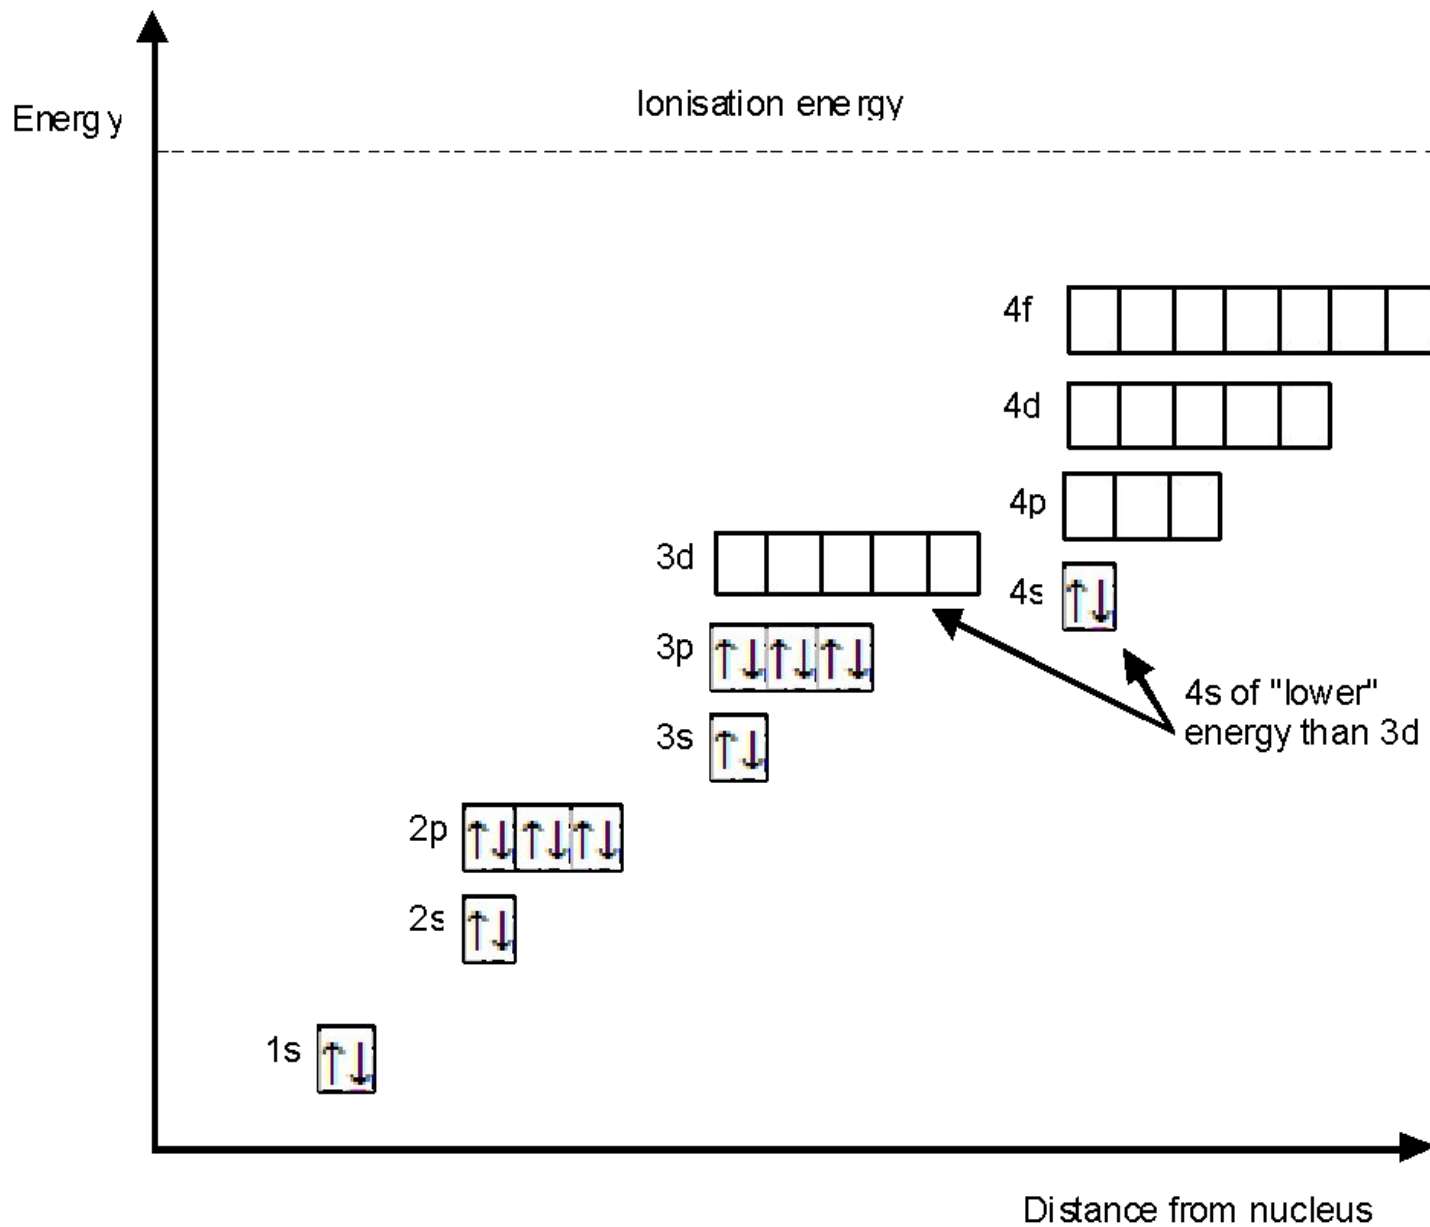 Energy
Ionisation energy
4f
4d
4p
3d
4s
3p
4s of "lower"
energy than 3d
3s
2p
2s
1s
Distance from nucleus